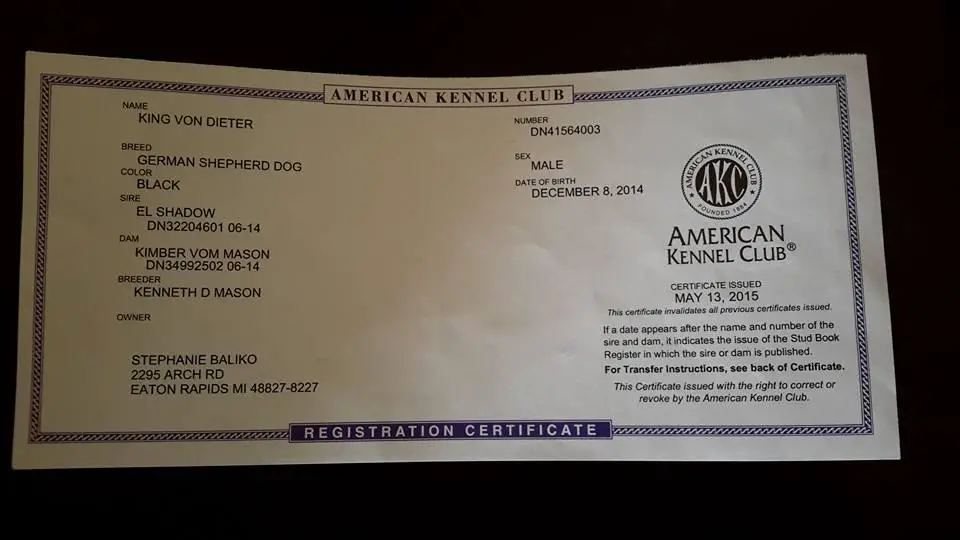 AMERICAN KENNEL CLUB
NAME
KING VON DIETER
BREED
GERMAN SHEPHERD DOG
COLOR
BLACK
SIRE
EL SHADOW
DN32204601 06-14
DAM
KIMBER VOM MASON
DN34992502 06-14
BREEDER
KENNETH D MASON
OWNER
STEPHANIE BALIKO
2295 ARCH RD
EATON RAPIDS MI 48827-8227
NUMBER
DN41564003
SEX
MALE
DATE OF BIRTH
DECEMBER 8, 2014
AMERICAN KENNEL CLUB
AKC
FOUNDED 1884
AMERICAN
KENNEL CLUB®
CERTIFICATE ISSUED
MAY 13, 2015
This certificate invalidates all previous certificates issued.
If a date appears after the name and number of the
sire and dam, it indicates the issue of the Stud Book
Register in which the sire or dam is published.
For Transfer Instructions, see back of Certificate.
This Certificate issued with the right to correct or
revoke by the American Kennel Club.
REGISTRATION CERTIFICATE